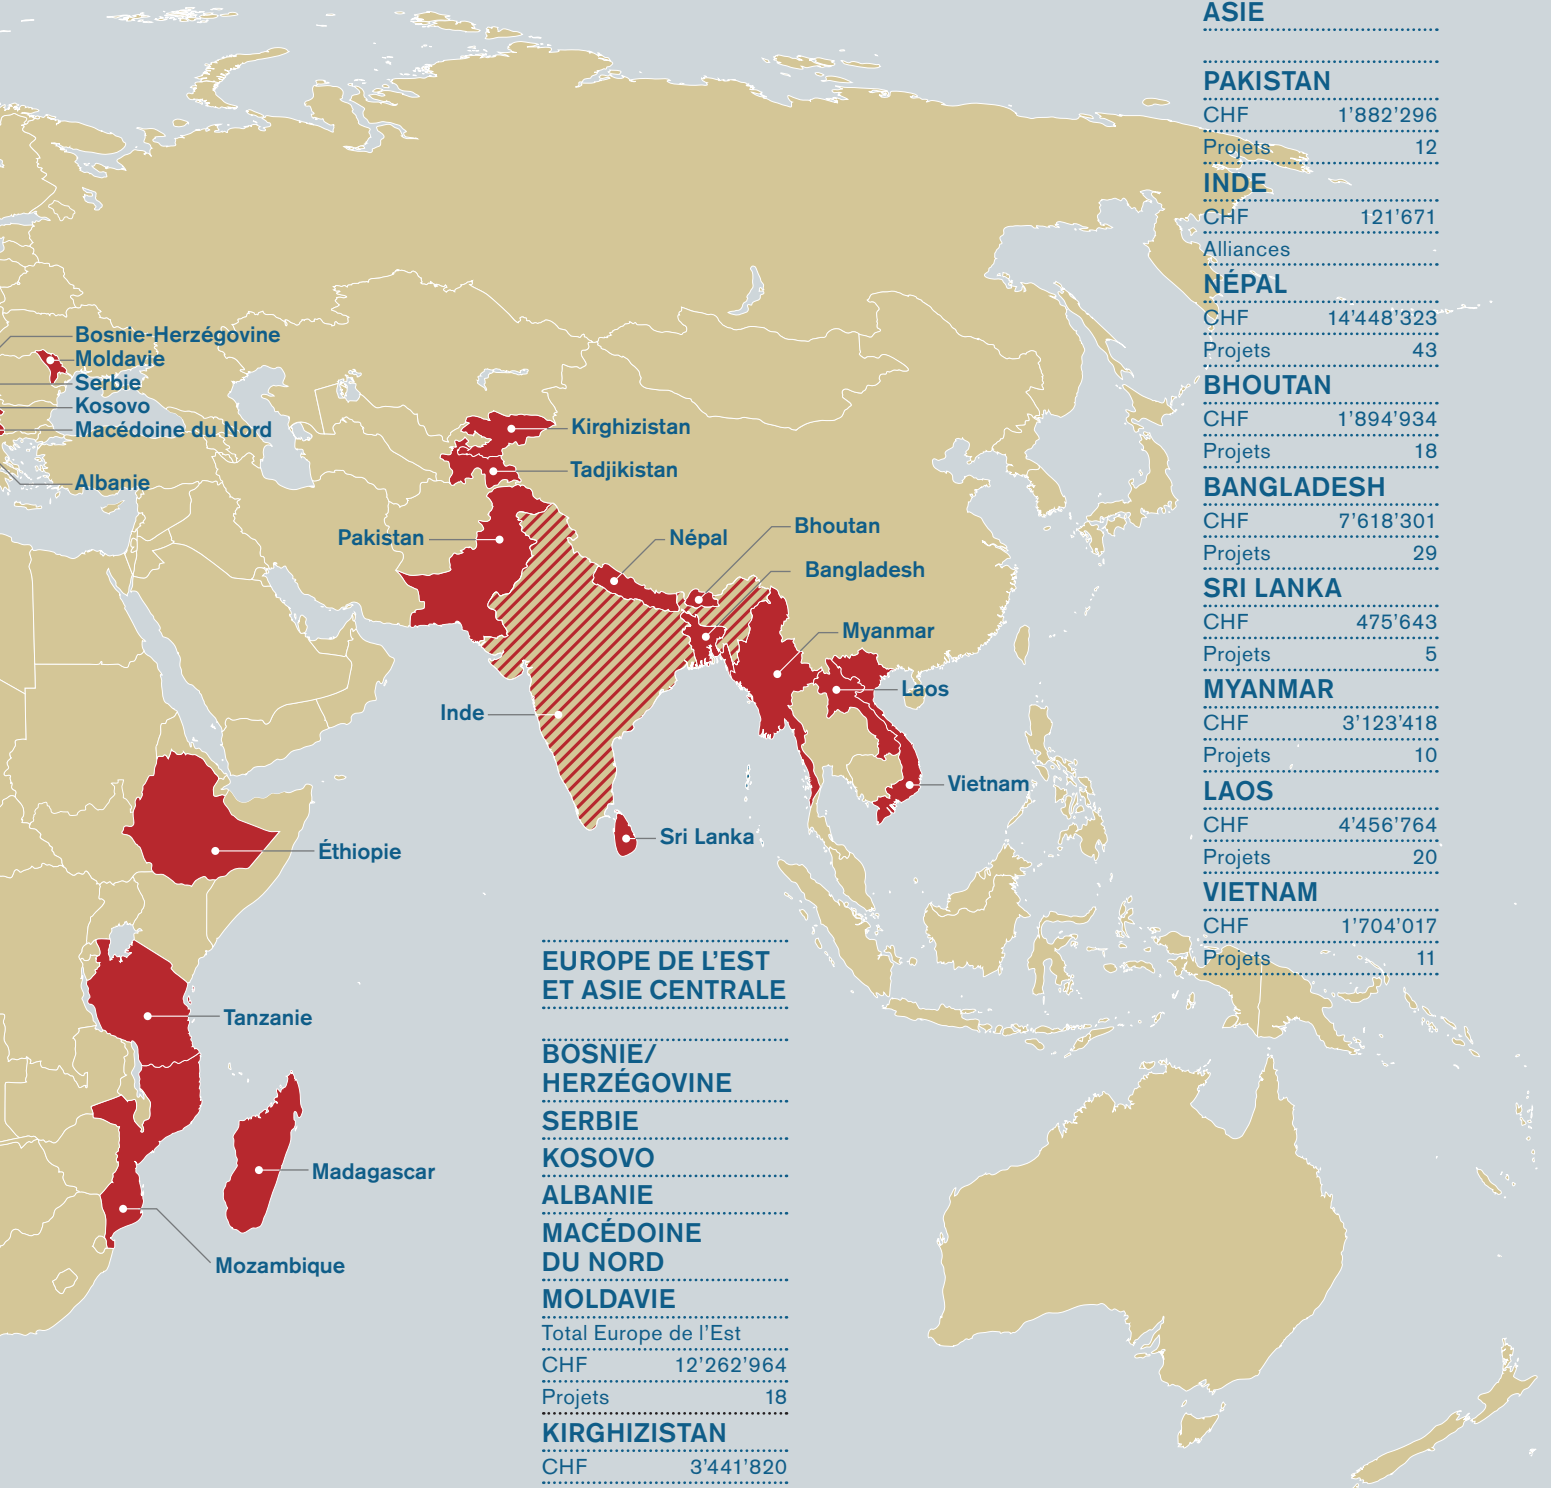 Bosnie-Herzégovine
Moldavie
Serbie
Kosovo
Macédoine du Nord
Albanie
Kirghizistan
Tadjikistan
Pakistan
Népal
Bhoutan
Bangladesh
Myanmar
Laos
Inde
Vietnam
Sri Lanka
Éthiopie
Tanzanie
Madagascar
Mozambique
EUROPE DE L’EST
ET ASIE CENTRALE
BOSNIE/
HERZÉGOVINE
SERBIE
KOSOVO
ALBANIE
MACÉDOINE
DU NORD
MOLDAVIE
Total Europe de l’Est
CHF 12’262’964
Projets 18
KIRGHIZISTAN
CHF 3’441’820
ASIE
PAKISTAN
CHF 1’882’296
Projets 12
INDE
CHF 121’671
Alliances
NÉPAL
CHF 14’448’323
Projets 43
BHOUTAN
CHF 1’894’934
Projets 18
BANGLADESH
CHF 7’618’301
Projets 29
SRI LANKA
CHF 475’643
Projets 5
MYANMAR
CHF 3’123’418
Projets 10
LAOS
CHF 4’456’764
Projets 20
VIETNAM
CHF 1’704’017
Projets 11